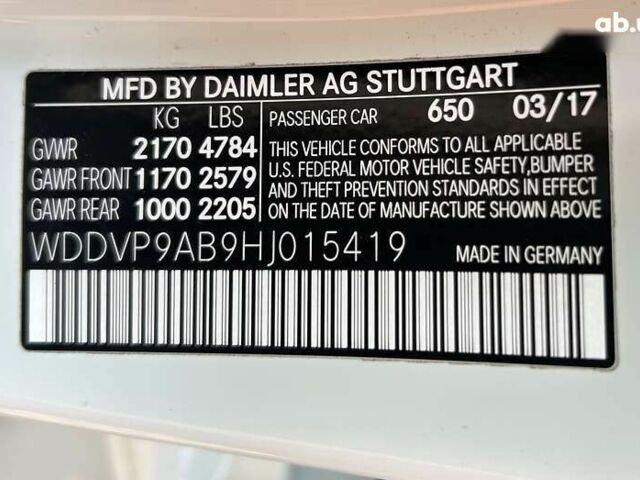 ab.u
MFD BY DAIMLER AG STUTTGART
KG LBS PASSENGER CAR 650 03/17
GVWR 2170 4784 THIS VEHICLE CONFORMS TO ALL APPLICABLE
U.S. FEDERAL MOTOR VEHICLE SAFETY,BUMPER
GAWR FRONT 1170 2579 AND THEFT PREVENTION STANDARDS IN EFFECT
GAWR REAR 1000 2205 ON THE DATE OF MANUFACTURE SHOWN ABOVE
WDDVP9AB9HJ015419 MADE IN GERMANY